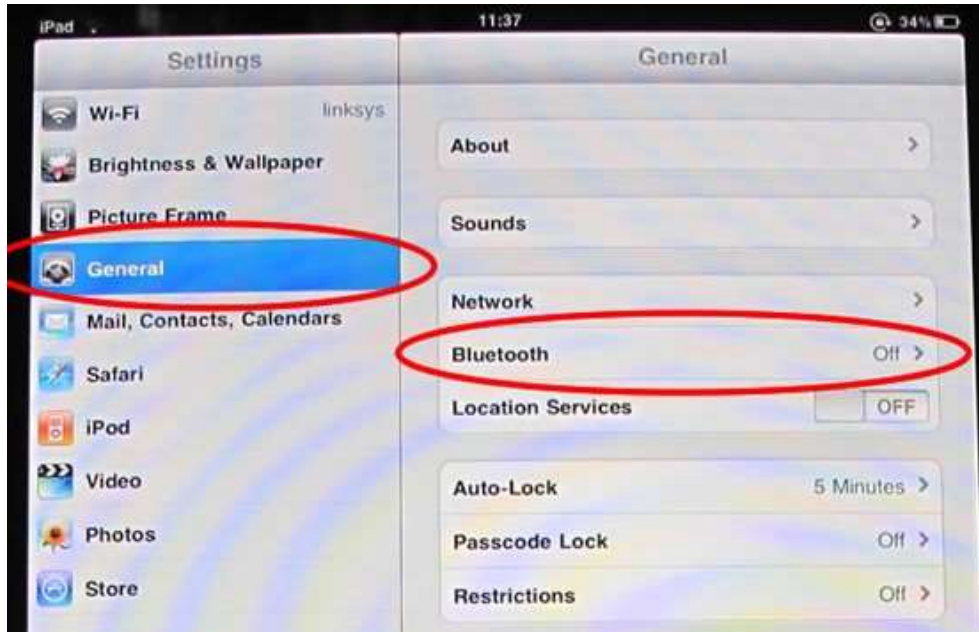 iPad
11:37
34%
Settings
General
Wi-Fi linksys
Brightness & Wallpaper
Picture Frame
General
Mail, Contacts, Calendars
Safari
iPod
Video
Photos
Store
About
Sounds
Network
Bluetooth Off
Location Services OFF
Auto-Lock 5 Minutes
Passcode Lock Off
Restrictions Off